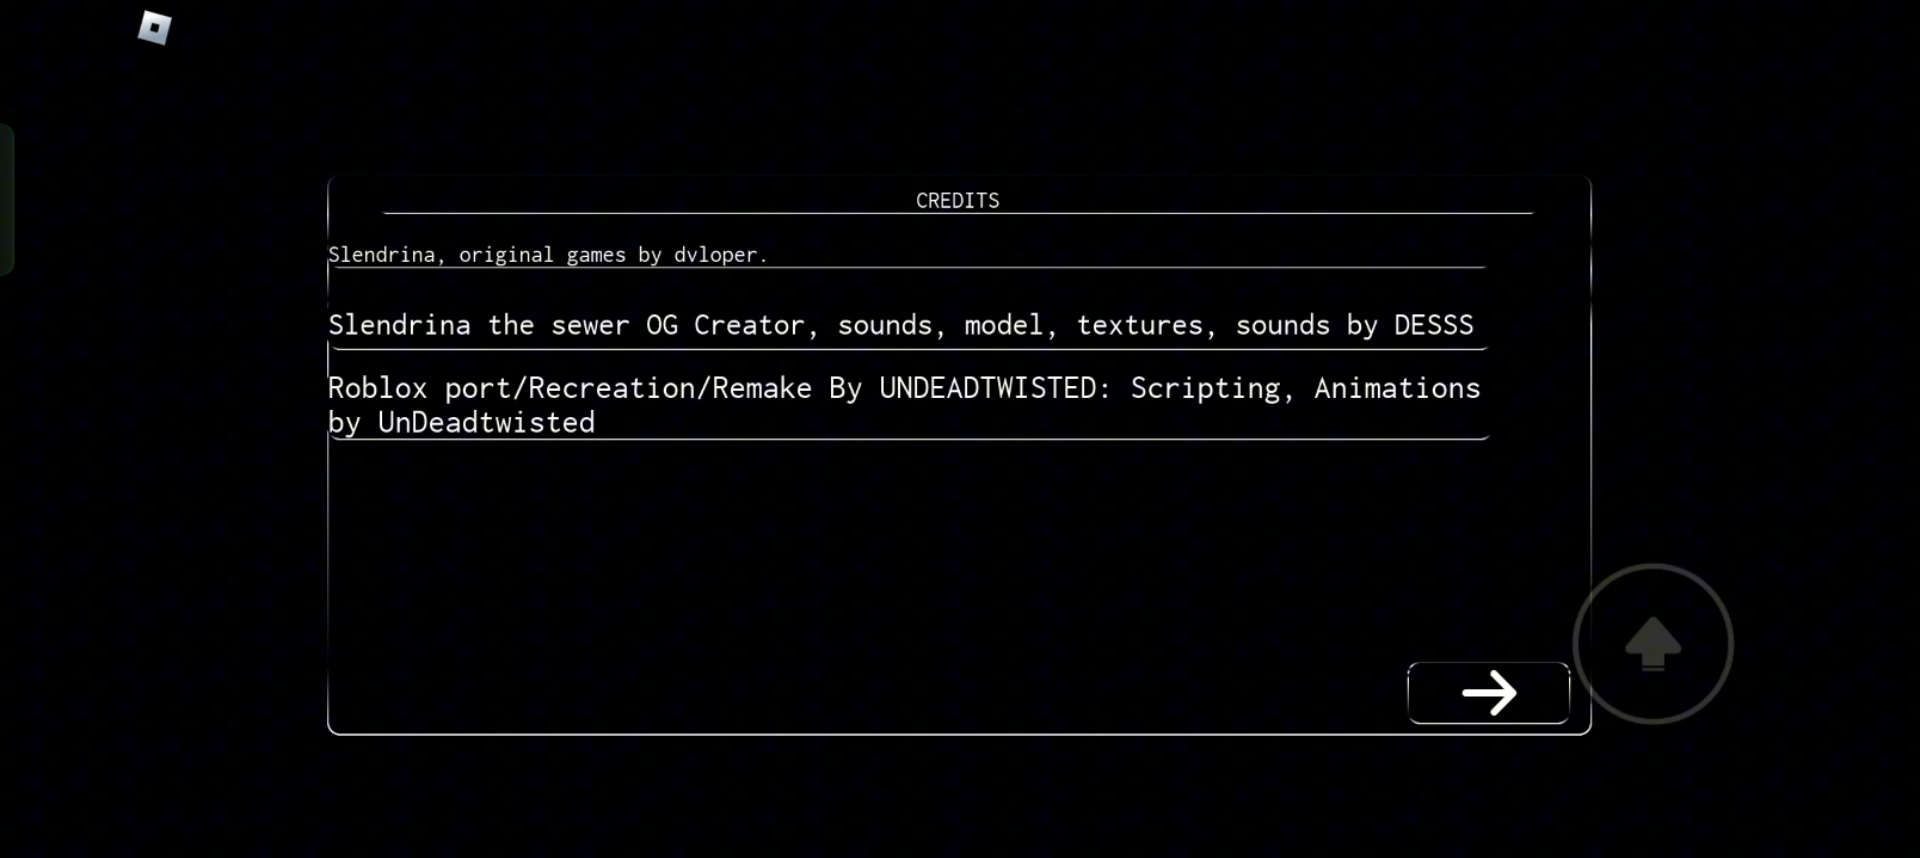 CREDITS
Slendrina, original games by dvloper.
Slendrina the sewer OG Creator, sounds, model, textures, sounds by DESSS
Roblox port/Recreation/Remake By UNDEADTWISTED: Scripting, Animations
by UnDeadtwisted